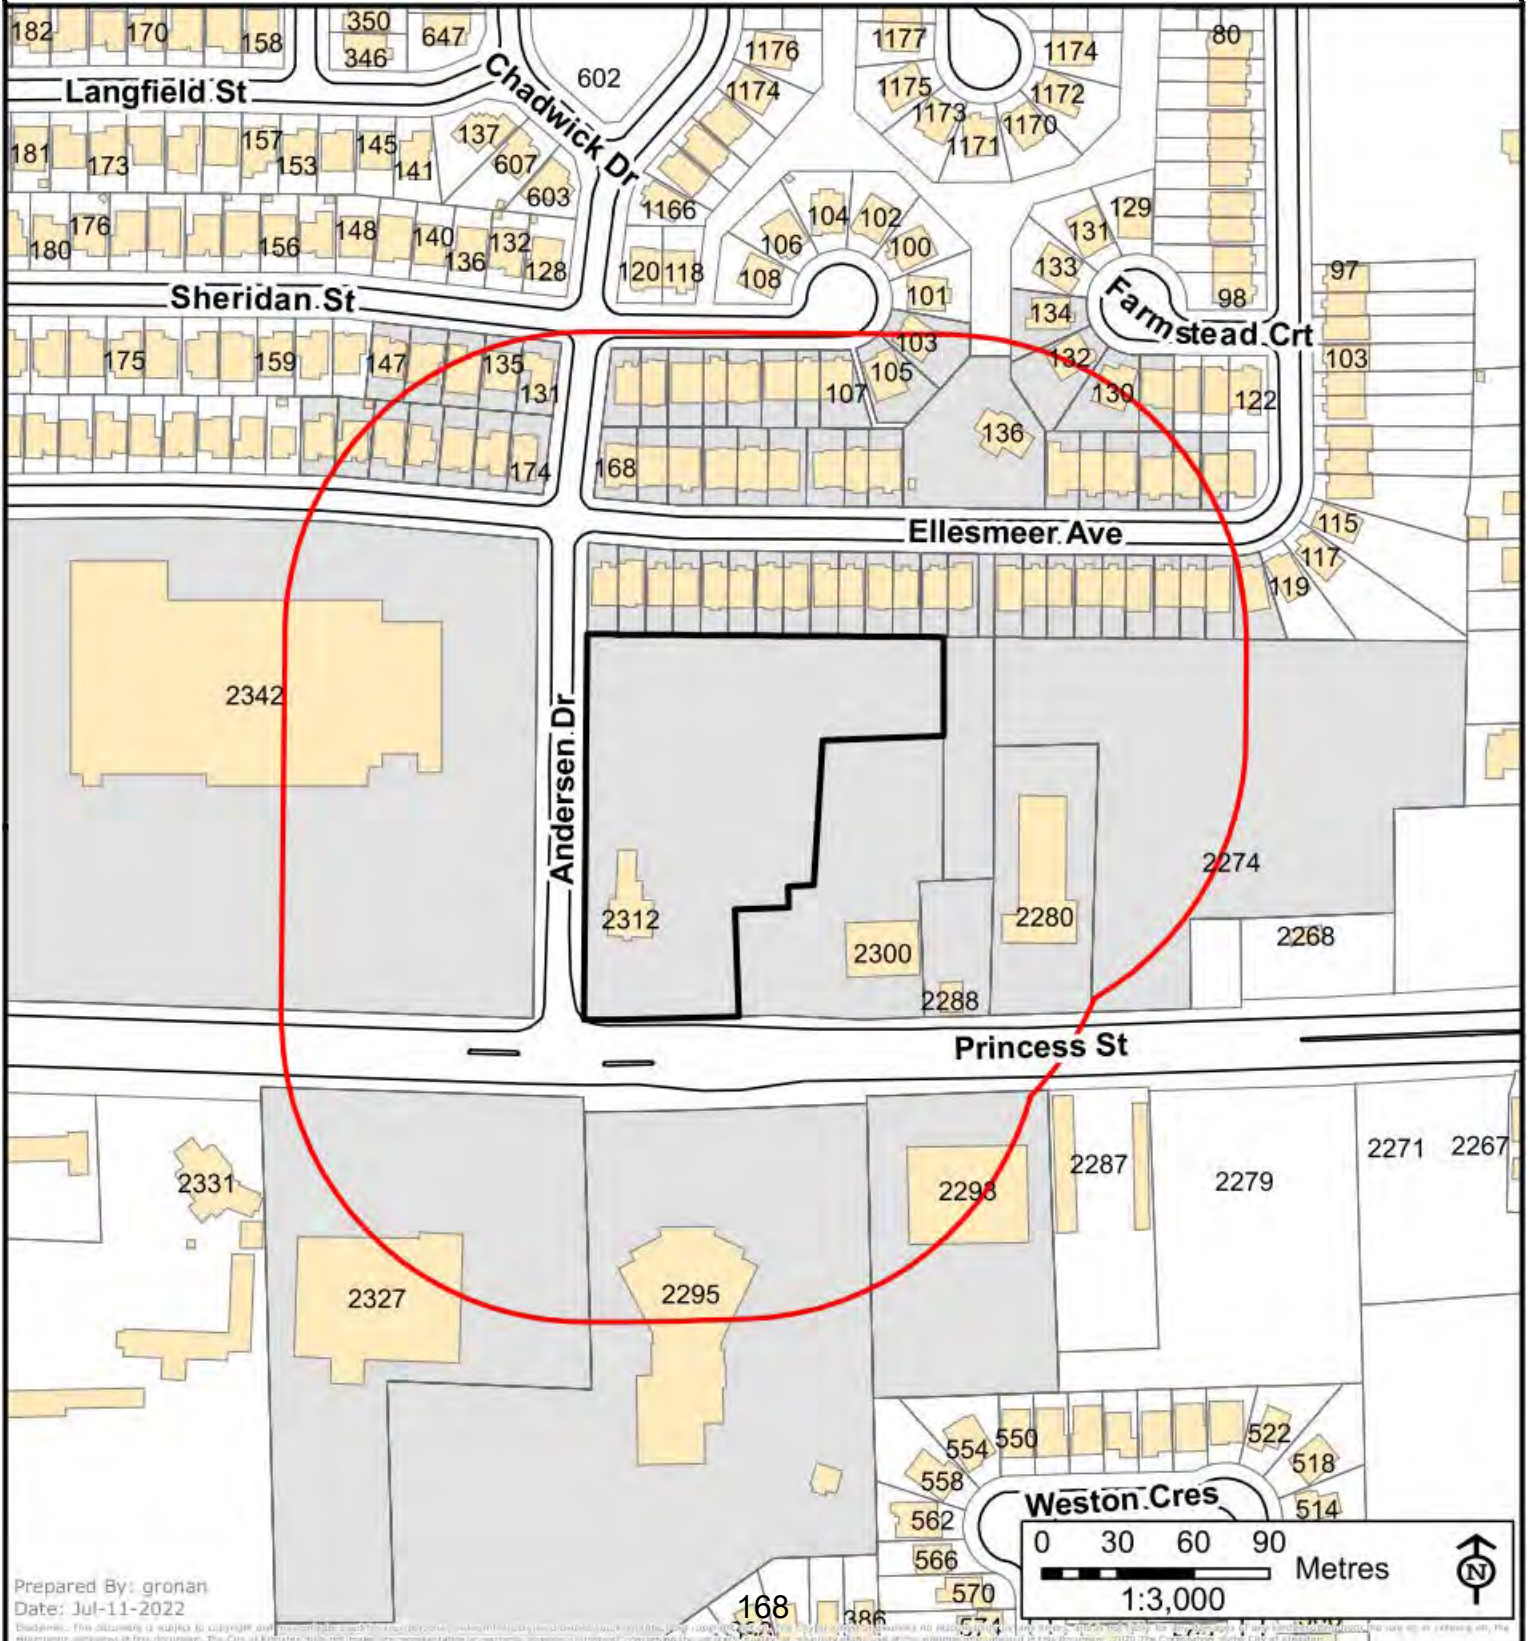 182 170 158 350 647 602 1176 1177 1174 80
346
Langfield St Chadwick Dr 1174 1175 1172
1173 1170
181 173 157 153 145 141 137 607 603 1171
1166 104 102 131 129
180 176 156 148 140 136 132 128 120 118 106 100 133
108 101 134 98 97
Sheridan St Farmstead Crt
175 159 147 135 131 107 105 103 132 130 122 103
174 168 136
Ellesmeer Ave 115
117
119
2342 Andersen Dr
2274
2312 2280 2268
2300
2288
Princess St
2331 2293 2287 2279 2271 2267
2327 2295
554 550 522
558 518
Weston Cres 514
562
566
570
574
168 386
0 30 60 90
Metres
1:3,000
N
Prepared By: gronan
Date: Jul-11-2022